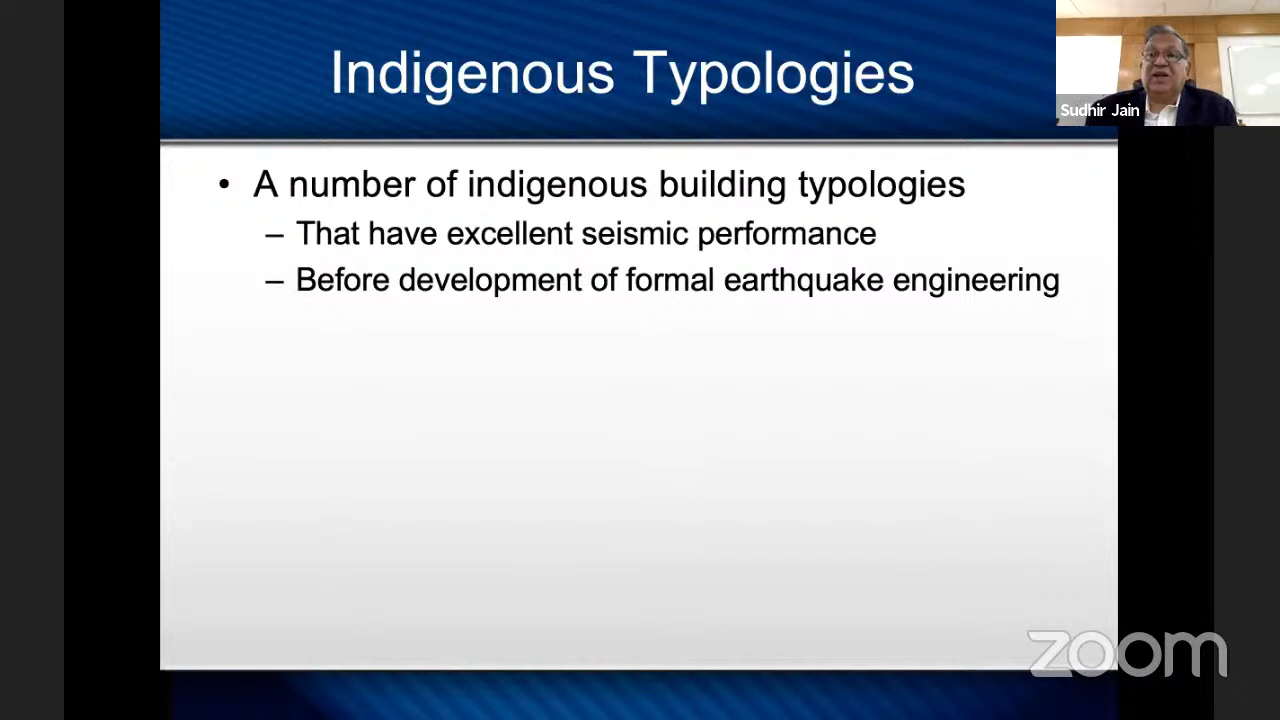 Indigenous Typologies
Sudhir Jain
• A number of indigenous building typologies
– That have excellent seismic performance
– Before development of formal earthquake engineering
zoom